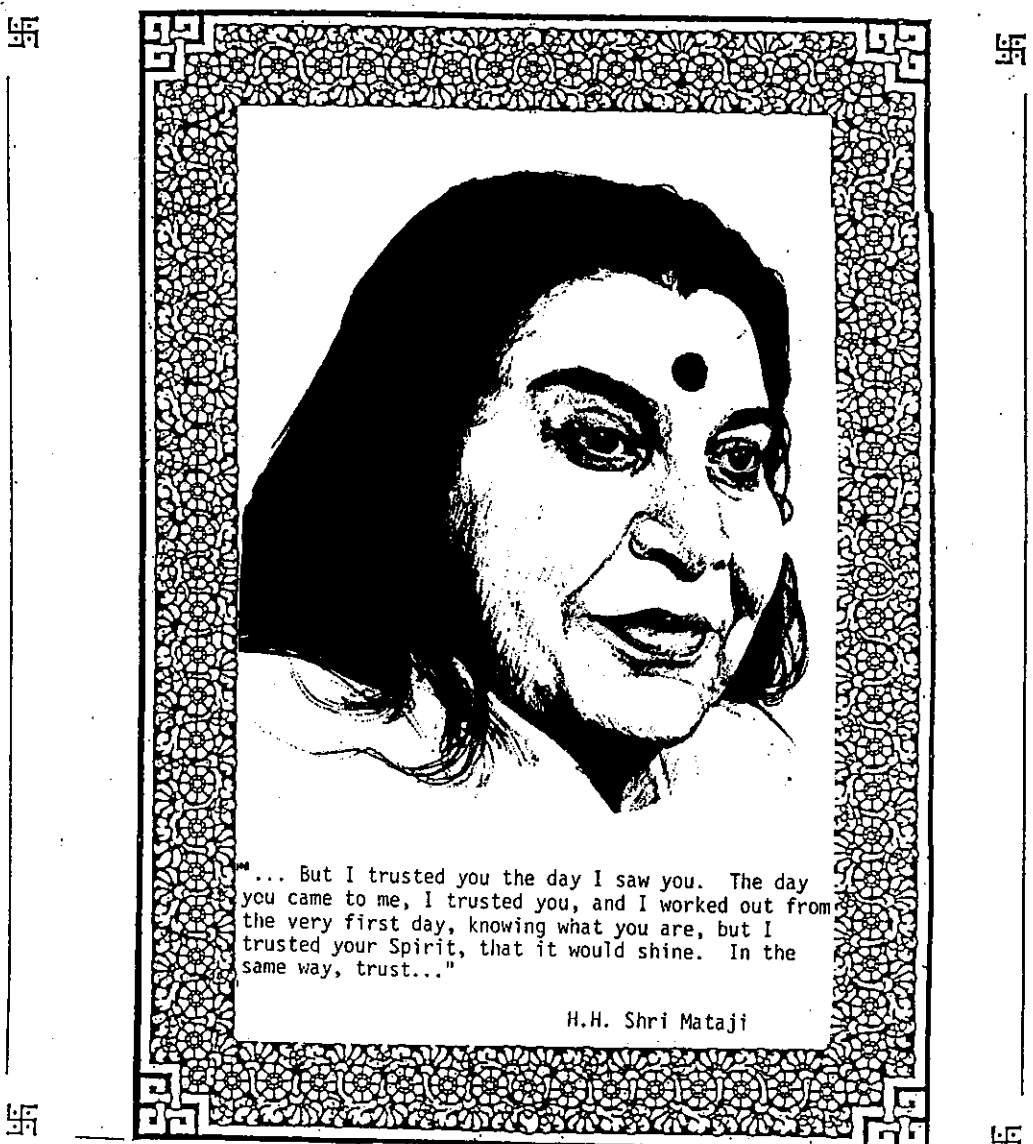 "... But I trusted you the day I saw you.  The day
you came to me, I trusted you, and I worked out from
the very first day, knowing what you are, but I
trusted your Spirit, that it would shine.  In the
same way, trust..."
H.H. Shri Mataji